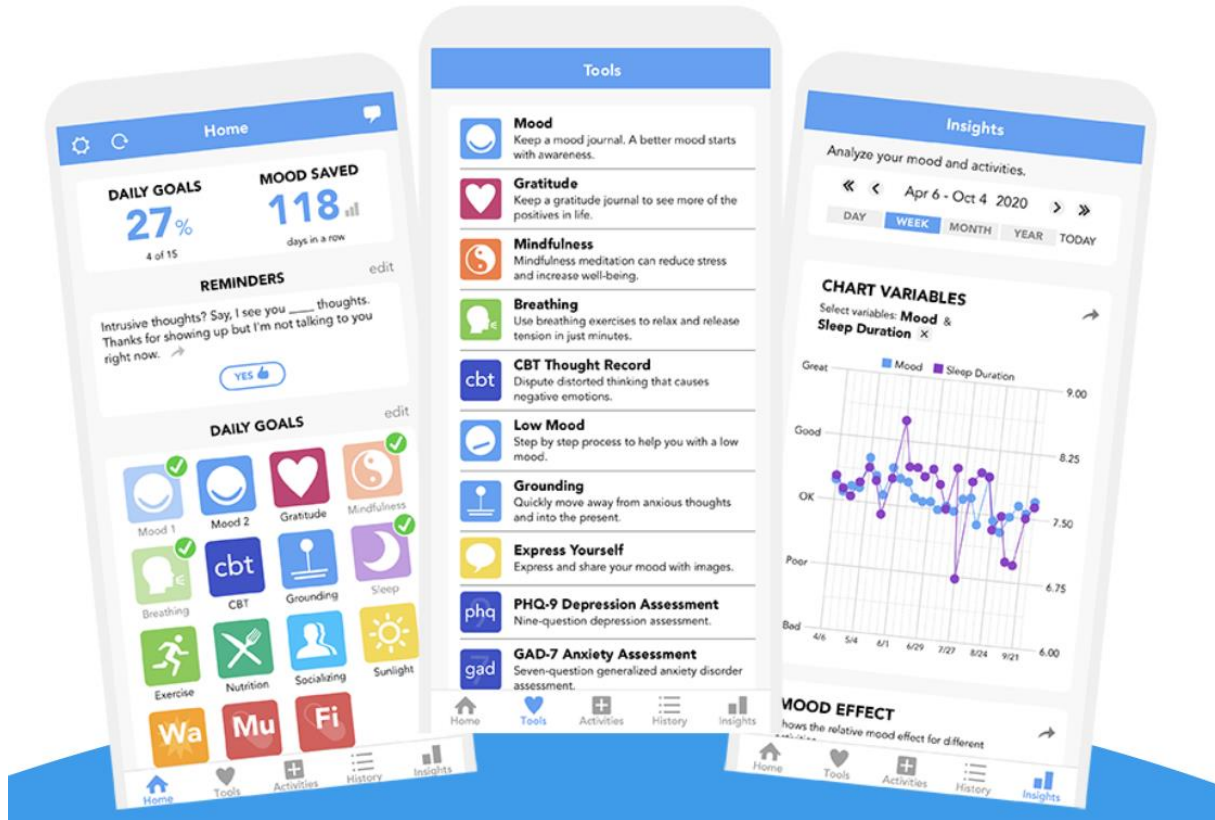 Home
DAILY GOALS
27%
4 of 15
MOOD SAVED
118
days in a row
REMINDERS
edit
Intrusive thoughts? Say, I see you ____ thoughts.
Thanks for showing up but I'm not talking to you
right now.
YES
DAILY GOALS
edit
Mood 1
Mood 2
Gratitude
Mindfulness
cbt
Breathing
CBT
Grounding
Sleep
Exercise
Nutrition
Socializing
Sunlight
Wa
Mu
Fi
Home
Tools
Activities
History
Insights
Tools
Mood
Keep a mood journal. A better mood starts
with awareness.
Gratitude
Keep a gratitude journal to see more of the
positives in life.
Mindfulness
Mindfulness meditation can reduce stress
and increase well-being.
Breathing
Use breathing exercises to relax and release
tension in just minutes.
cbt
CBT Thought Record
Dispute distorted thinking that causes
negative emotions.
Low Mood
Step by step process to help you with a low
mood.
Grounding
Quickly move away from anxious thoughts
and into the present.
Express Yourself
Express and share your mood with images.
phq
9
PHQ-9 Depression Assessment
Nine-question depression assessment.
gad
7
GAD-7 Anxiety Assessment
Seven-question generalized anxiety disorder
assessment.
Home
Tools
Activities
History
Insights
Insights
Analyze your mood and activities.
Apr 6 - Oct 4 2020
DAY WEEK MONTH YEAR TODAY
CHART VARIABLES
Select variables: Mood &
Sleep Duration ×
Mood Sleep Duration
Great
Good
OK
Poor
Bad
9.00
8.25
7.50
6.75
6.00
4/6 5/4 6/1 6/29 7/27 8/24 9/21
MOOD EFFECT
hows the relative mood effect for different
Home
Tools
Activities
History
Insights